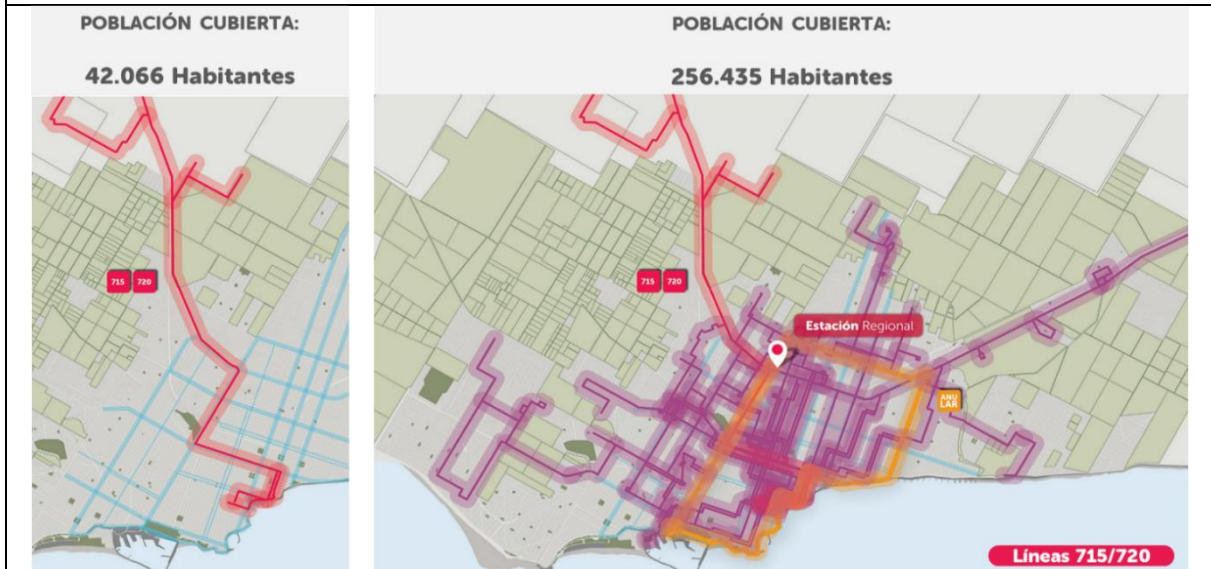 POBLACIÓN CUBIERTA:
42.066 Habitantes
715 720
POBLACIÓN CUBIERTA:
256.435 Habitantes
715 720
Estación Regional
ANU
LAR
Líneas 715/720